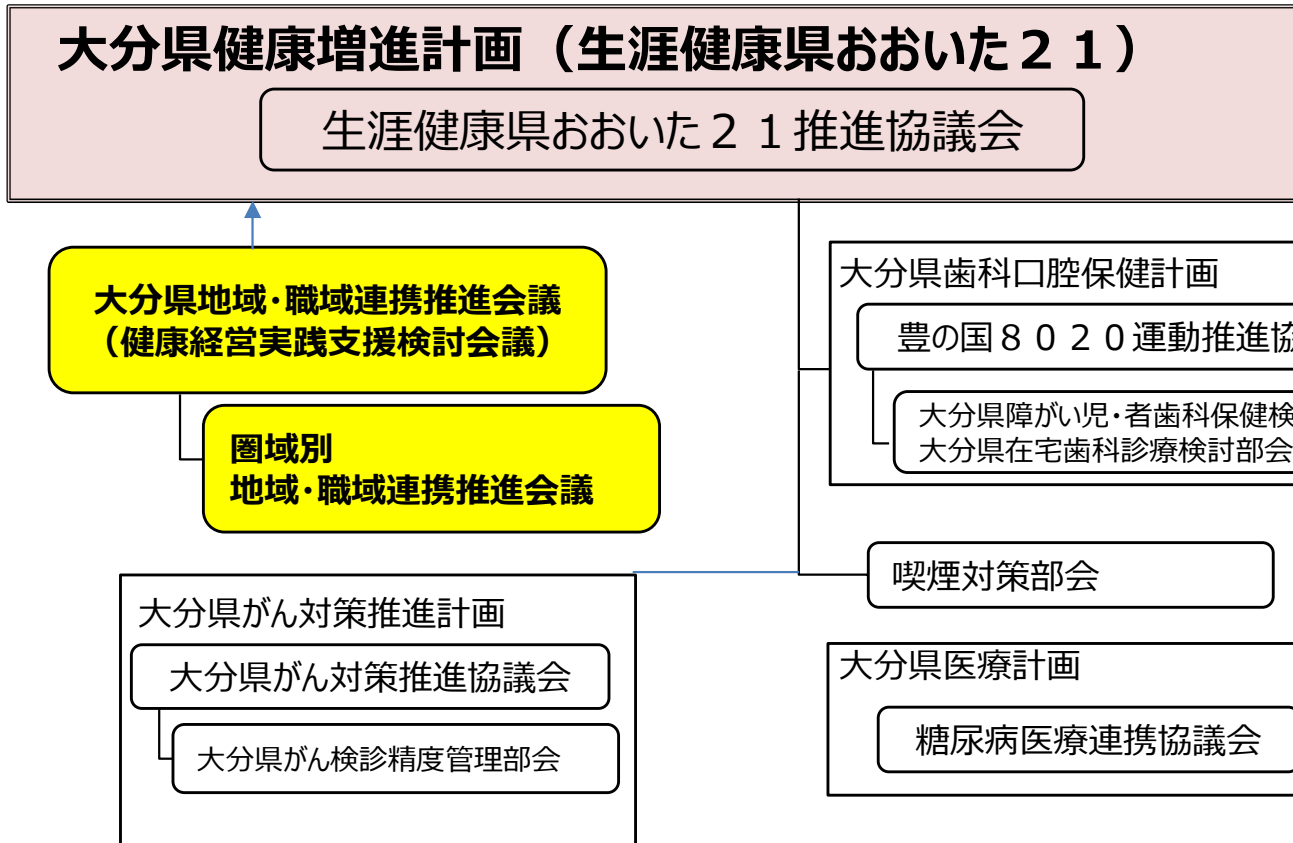 大分県健康増進計画（生涯健康県おおいた２１）
生涯健康県おおいた２１推進協議会
大分県地域・職域連携推進会議
（健康経営実践支援検討会議）
圏域別
地域・職域連携推進会議
大分県歯科口腔保健計画
豊の国８０２０運動推進協
大分県障がい児・者歯科保健検
大分県在宅歯科診療検討部会
喫煙対策部会
大分県がん対策推進計画
大分県がん対策推進協議会
大分県がん検診精度管理部会
大分県医療計画
糖尿病医療連携協議会